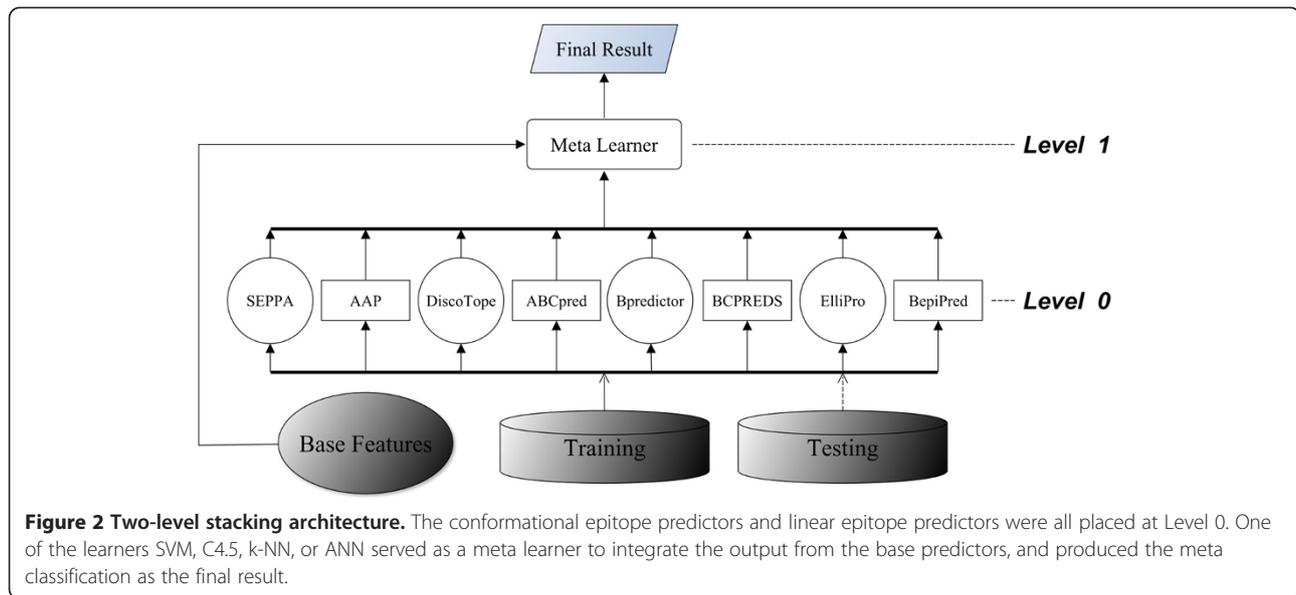 Final Result
Meta Learner
Level 1
SEPPA
AAP
DiscoTope
ABCpred
Bpredictor
BCPREDS
ElliPro
BepiPred
Level 0
Base Features
Training
Testing
Figure 2 Two-level stacking architecture. The conformational epitope predictors and linear epitope predictors were all placed at Level 0. One
of the learners SVM, C4.5, k-NN, or ANN served as a meta learner to integrate the output from the base predictors, and produced the meta
classification as the final result.